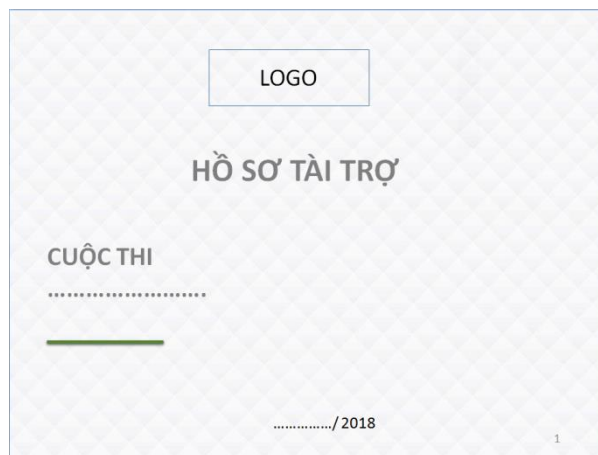 LOGO
HỒ SƠ TÀI TRỢ
CUỘC THI
........................
............../ 2018
1